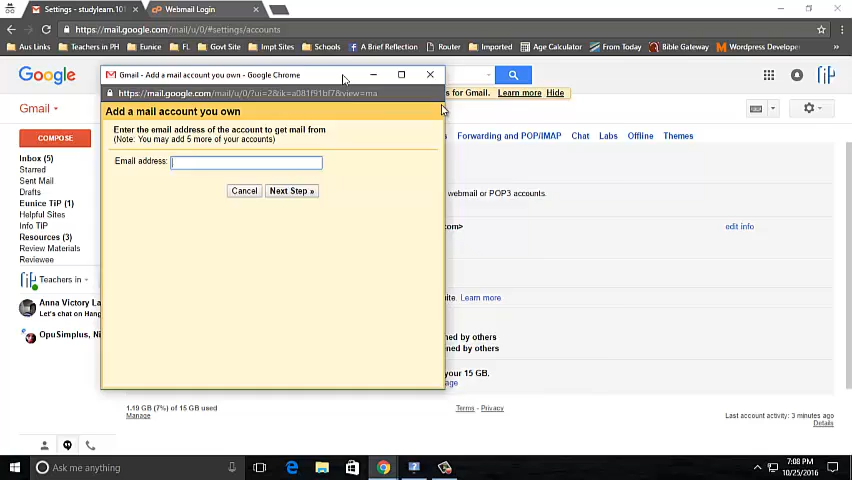 Settings - studylearn.101
Webmail Login
https://mail.google.com/mail/u/0/#settings/accounts
Aus Links
Teachers in PH
Eunice
FL
Govt Site
Impt Sites
Schools
A Brief Reflection
Router
Imported
Age Calculator
From Today
Bible Gateway
Wordpress Developer
Google
Gmail
COMPOSE
Inbox (5)
Starred
Sent Mail
Drafts
Eunice TiP (1)
Helpful Sites
Info TIP
Resources (3)
Review Materials
Reviewee
Teachers in
Anna Victory La
Let's chat on Hang
OpuSimplus, Ni
Gmail - Add a mail account you own - Google Chrome
https://mail.google.com/mail/u/0/?ui=2&ik=a081f91bf7&view=ma
Add a mail account you own
Enter the email address of the account to get mail from
(Note: You may add 5 more of your accounts)
Email address:
Cancel
Next Step »
s for Gmail. Learn more Hide
Forwarding and POP/IMAP
Chat
Labs
Offline
Themes
webmail or POP3 accounts.
com>
edit info
uite. Learn more
ed by others
ned by others
your 15 GB.
age
1.19 GB (7%) of 15 GB used
Manage
Terms - Privacy
Last account activity: 3 minutes ago
Details
Ask me anything
7:08 PM
10/25/2016